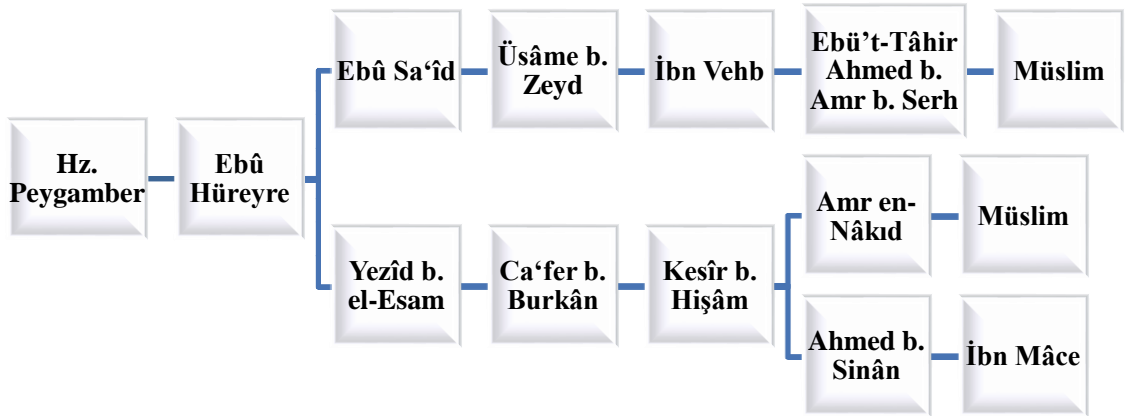 Hz.
Peygamber
Ebû
Hüreyre
Ebû Sa‘îd
Üsâme b.
Zeyd
İbn Vehb
Ebü’t-Tâhir
Ahmed b.
Amr b. Serh
Müslim
Yezîd b.
el-Esam
Ca‘fer b.
Burkân
Kesîr b.
Hişâm
Amr en-
Nâkıd
Müslim
Ahmed b.
Sinân
İbn Mâce